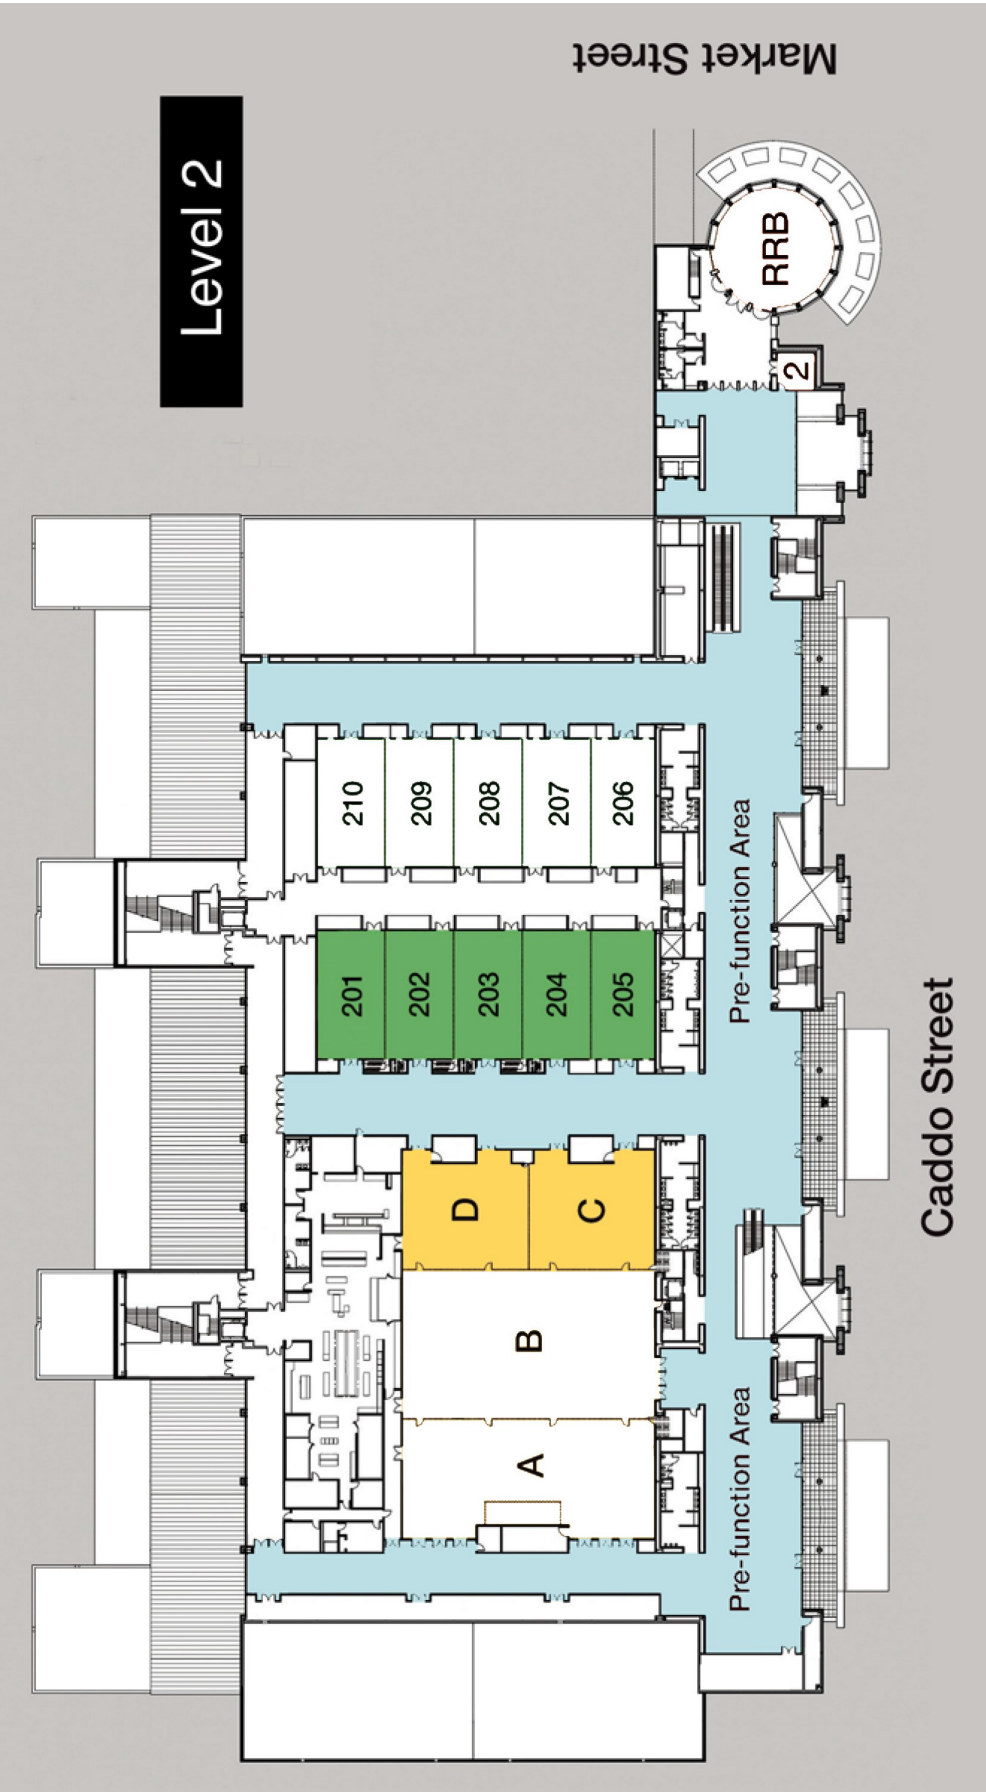 Market Street
Level 2
RRB
2
210
209
208
207
206
Pre-function Area
201
202
203
204
205
Caddo Street
D
C
B
A
Pre-function Area